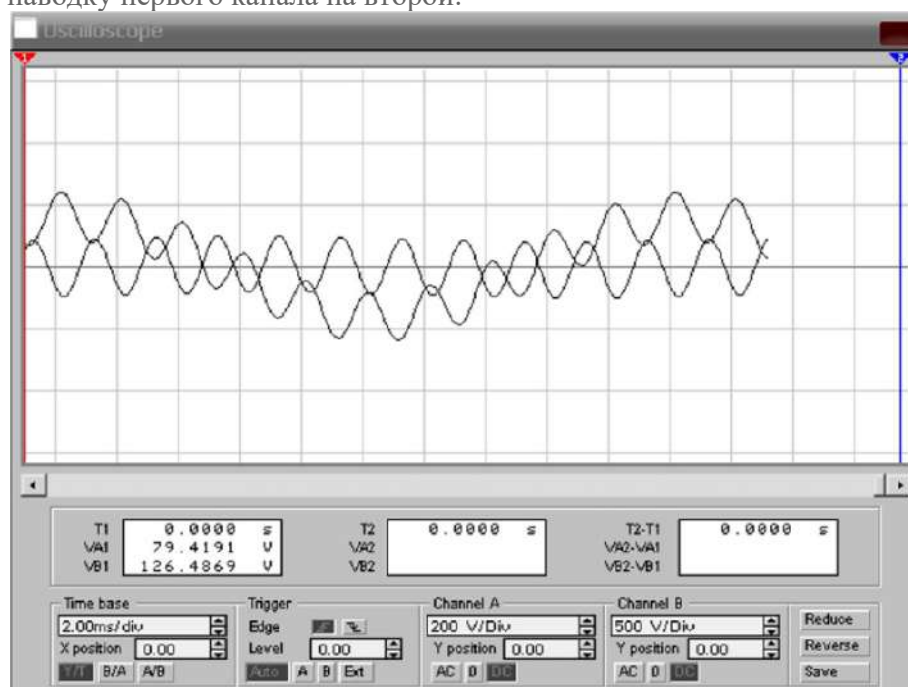 наводку первого канала на второй.
Oscilloscope
1 2
T1 0.0000 s T2 0.0000 s T2-T1 0.0000 s
VA1 79.4191 V VA2 VA2-VA1
VB1 126.4869 V VB2 VB2-VB1
Time base Trigger Channel A Channel B
2.00ms/div Edge 200 V/Div 500 V/Div Reduce
X position 0.00 Level 0.00 Y position 0.00 Y position 0.00 Reverse
Y/T B/A A/B Auto A B Ext AC 0 DC AC 0 DC Save